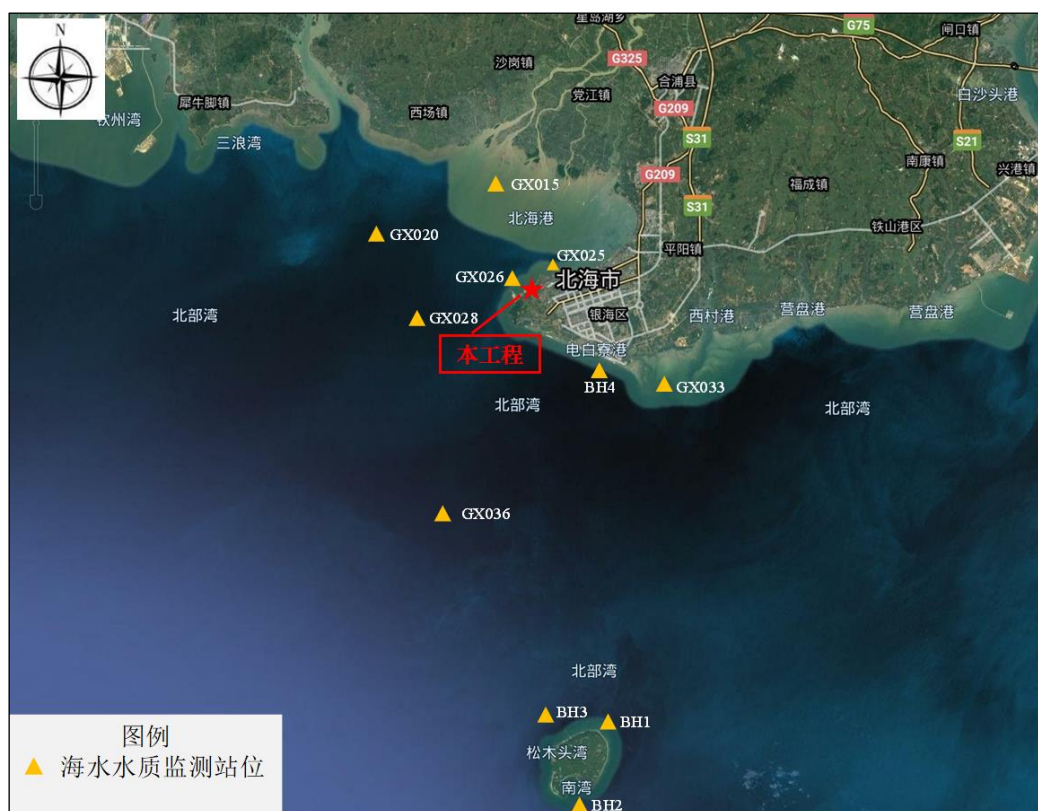 N
星岛湖乡
G75
闸口镇
G325
沙岗镇
合浦县
白沙头港
犀牛脚镇
西场镇
党江镇
G209
钦州湾
三浪湾
S31
S21
南康镇
兴港镇
G209
福成镇
GX015
S31
北海港
铁山港区
GX020
平阳镇
GX025
GX026
北海市
北部湾
GX028
银海区
西村港
营盘港
营盘港
本工程
电白寮港
BH4
GX033
北部湾
北部湾
GX036
北部湾
BH3
BH1
松木头湾
南湾
BH2
图例
海水水质监测站位